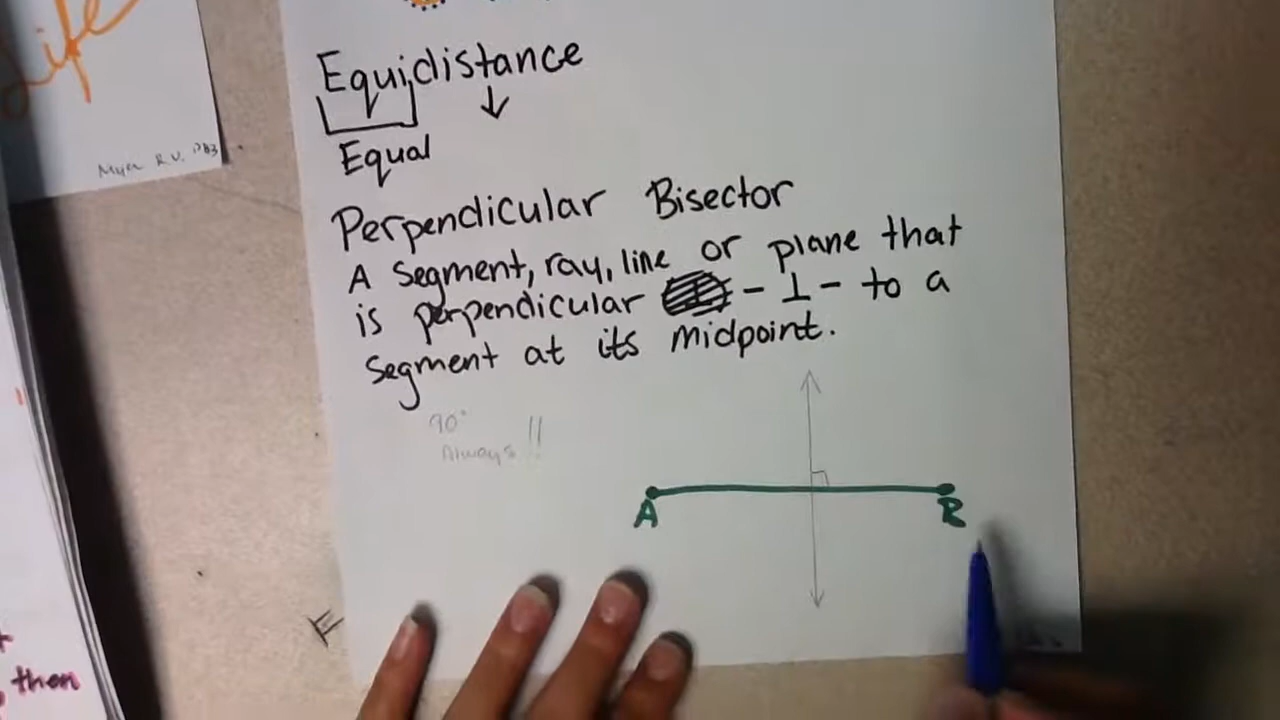 Life
Equidistance
↓
Equal
Perpendicular Bisector
A segment, ray, line or plane that
is perpendicular - ⊥ - to a
segment at its midpoint.
90°
Always !!
A
B
then